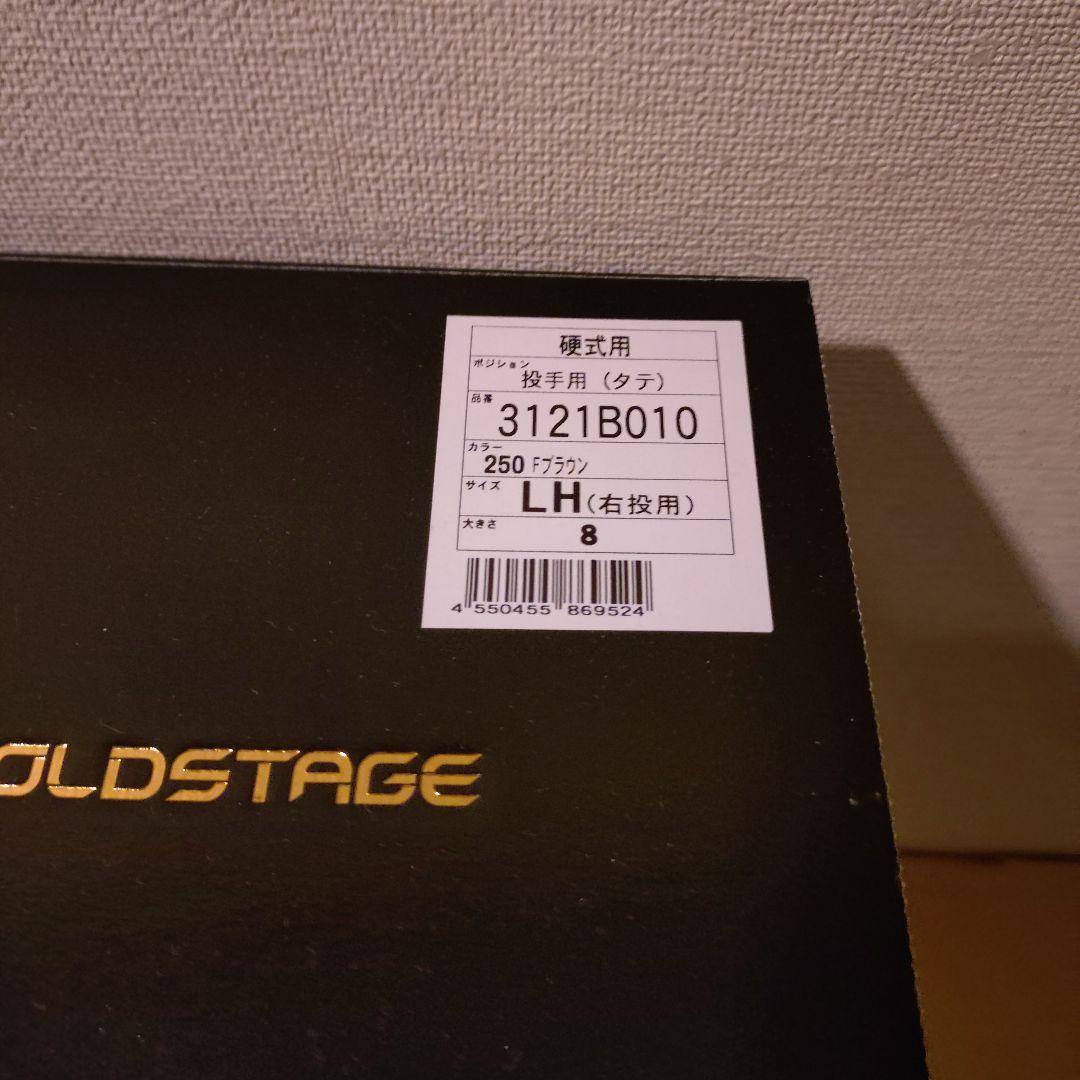 硬式用
ポジション
投手用 (タテ)
品番
3121B010
カラー
250 Fブラウン
サイズ
LH(右投用)
大きさ
8
4 550455 869524
OLDSTAGE